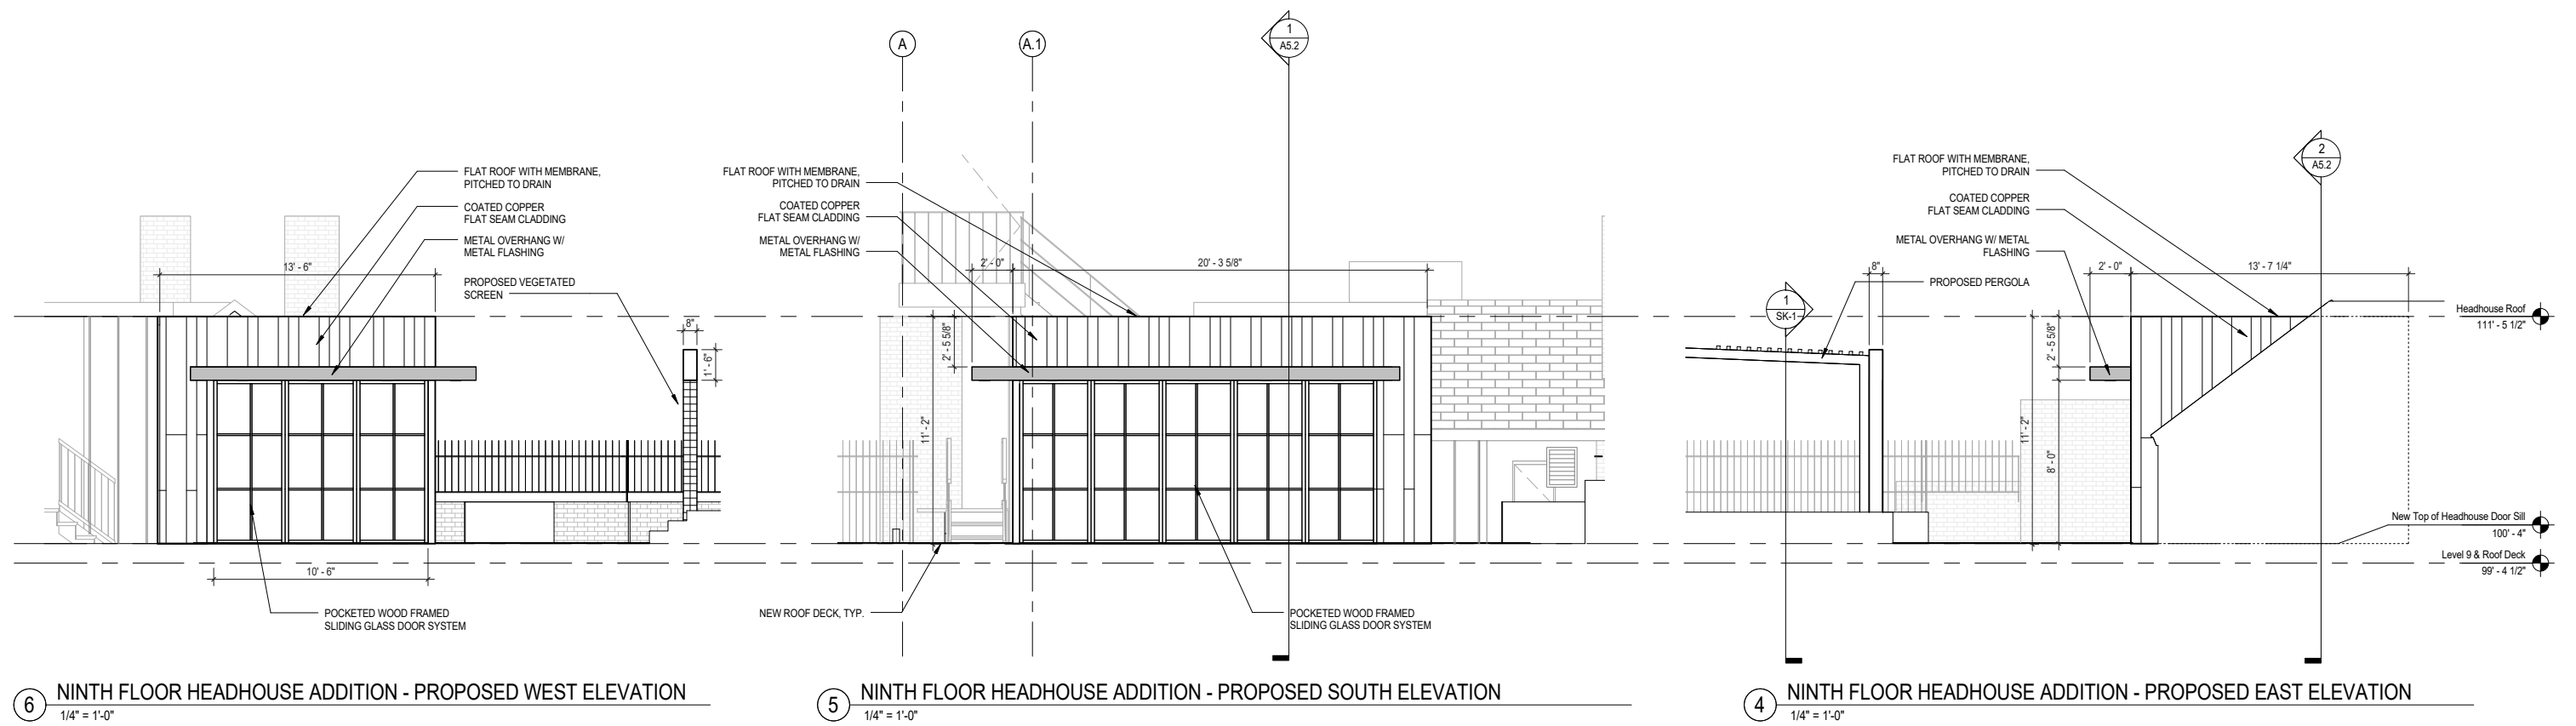 FLAT ROOF WITH MEMBRANE,
PITCHED TO DRAIN
COATED COPPER
FLAT SEAM CLADDING
METAL OVERHANG W/
METAL FLASHING
PROPOSED VEGETATED
SCREEN
13' - 6"
8"
1' - 6"
10' - 6"
POCKETED WOOD FRAMED
SLIDING GLASS DOOR SYSTEM
6
NINTH FLOOR HEADHOUSE ADDITION - PROPOSED WEST ELEVATION
1/4" = 1'-0"
A
A.1
1
A5.2
FLAT ROOF WITH MEMBRANE,
PITCHED TO DRAIN
COATED COPPER
FLAT SEAM CLADDING
METAL OVERHANG W/
METAL FLASHING
2' - 0"
20' - 3 5/8"
2' - 5 5/8"
11' - 2"
NEW ROOF DECK, TYP.
POCKETED WOOD FRAMED
SLIDING GLASS DOOR SYSTEM
5
NINTH FLOOR HEADHOUSE ADDITION - PROPOSED SOUTH ELEVATION
1/4" = 1'-0"
2
A5.2
FLAT ROOF WITH MEMBRANE,
PITCHED TO DRAIN
COATED COPPER
FLAT SEAM CLADDING
METAL OVERHANG W/ METAL
FLASHING
PROPOSED PERGOLA
8"
2' - 0"
13' - 7 1/4"
1
SK-1
2' - 5 5/8"
11' - 2"
8' - 0"
Headhouse Roof
111' - 5 1/2"
New Top of Headhouse Door Sill
100' - 4"
Level 9 & Roof Deck
99' - 4 1/2"
4
NINTH FLOOR HEADHOUSE ADDITION - PROPOSED EAST ELEVATION
1/4" = 1'-0"